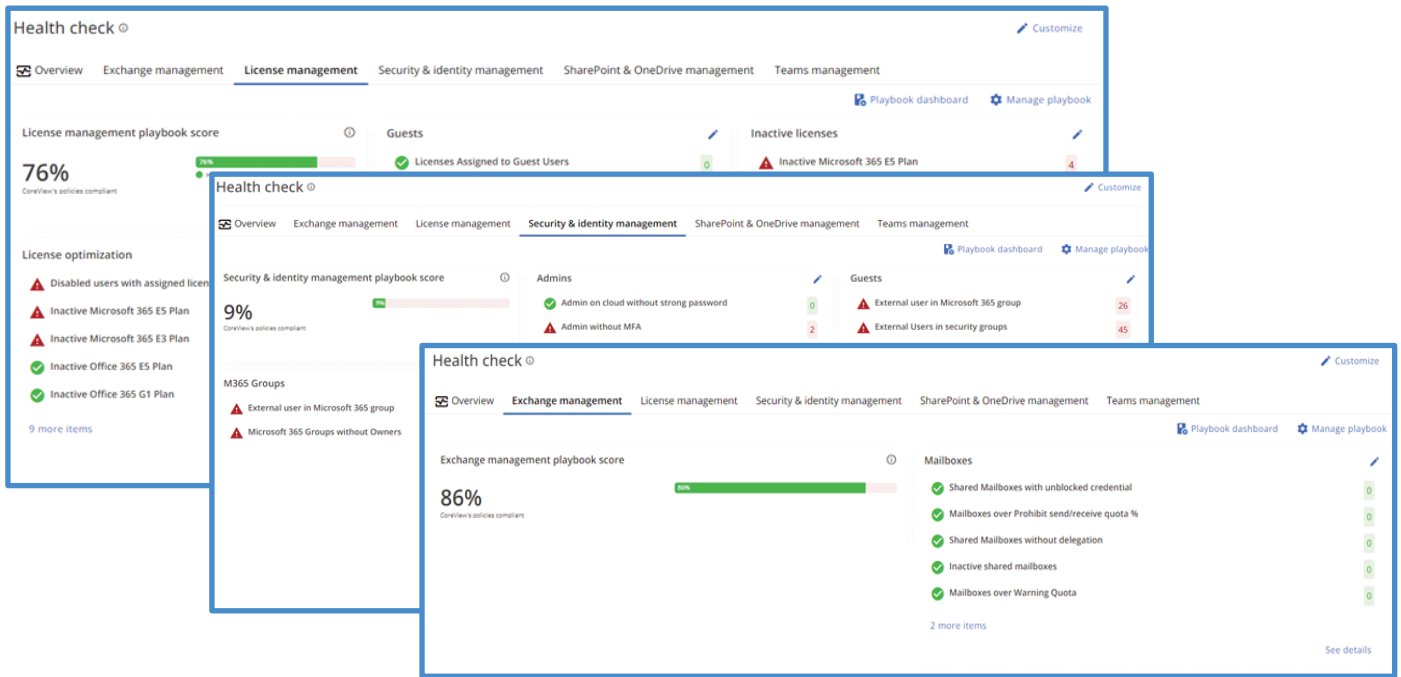 Health check
Customize
Overview Exchange management License management Security & identity management SharePoint & OneDrive management Teams management
Playbook dashboard Manage playbook
License management playbook score
76%
CoreView's policies compliant
76%
Guests
Licenses Assigned to Guest Users 0
Inactive licenses
Inactive Microsoft 365 E5 Plan 4
License optimization
Disabled users with assigned licen
Inactive Microsoft 365 E5 Plan
Inactive Microsoft 365 E3 Plan
Inactive Office 365 E5 Plan
Inactive Office 365 G1 Plan
9 more items
Health check
Customize
Overview Exchange management License management Security & identity management SharePoint & OneDrive management Teams management
Playbook dashboard Manage playbook
Security & identity management playbook score
9%
CoreView's policies compliant
9%
Admins
Admin on cloud without strong password 0
Admin without MFA 2
Guests
External user in Microsoft 365 group 26
External Users in security groups 45
M365 Groups
External user in Microsoft 365 group
Microsoft 365 Groups without Owners
Health check
Customize
Overview Exchange management License management Security & identity management SharePoint & OneDrive management Teams management
Playbook dashboard Manage playbook
Exchange management playbook score
86%
CoreView's policies compliant
86%
Mailboxes
Shared Mailboxes with unblocked credential 0
Mailboxes over Prohibit send/receive quota % 0
Shared Mailboxes without delegation 0
Inactive shared mailboxes 0
Mailboxes over Warning Quota 0
2 more items
See details